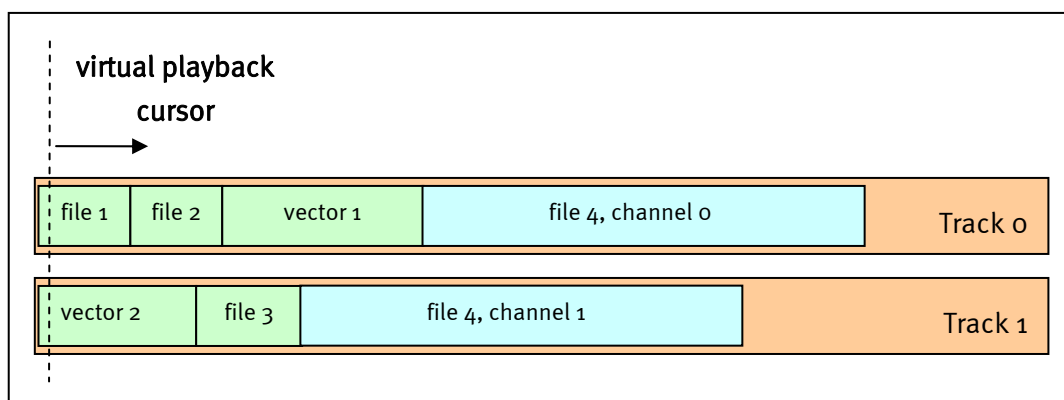 virtual playback
cursor
file 1
file 2
vector 1
file 4, channel 0
Track 0
vector 2
file 3
file 4, channel 1
Track 1